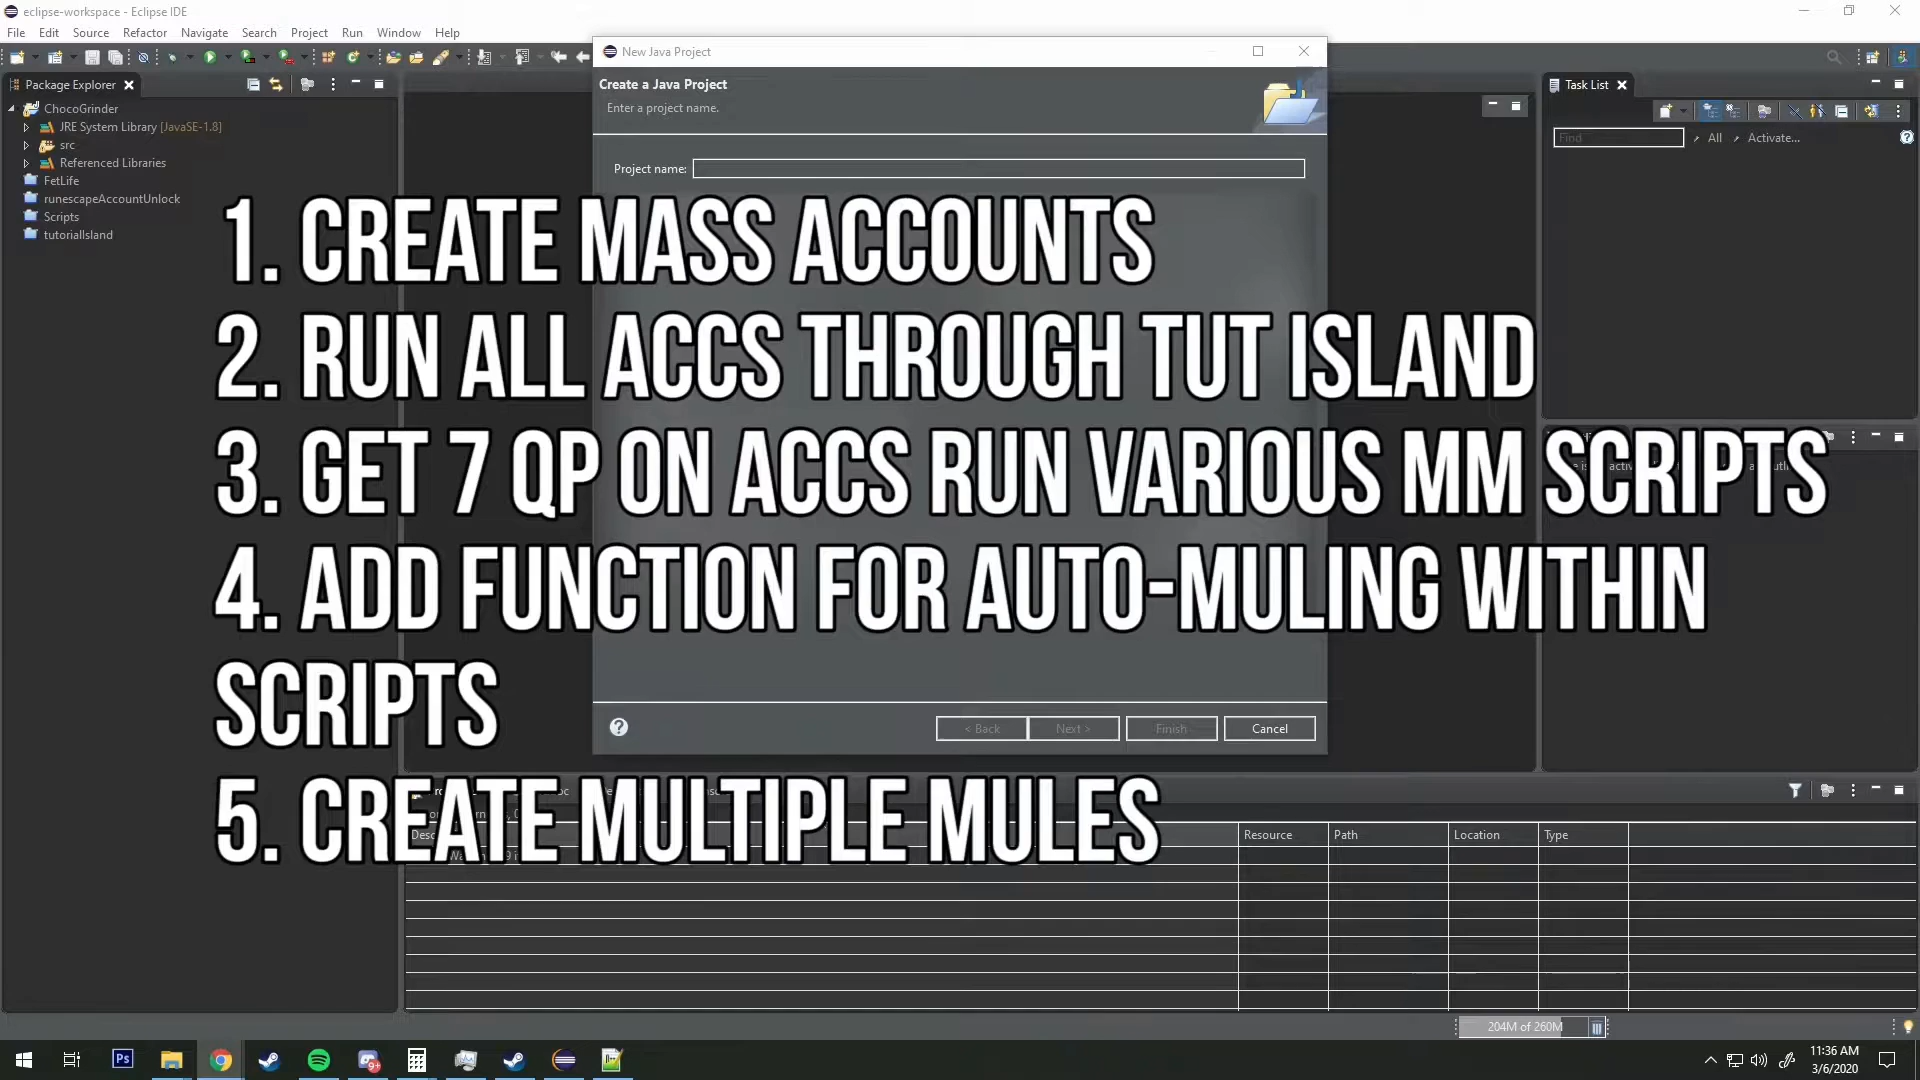 eclipse-workspace - Eclipse IDE
File Edit Source Refactor Navigate Search Project Run Window Help
New Java Project
Package Explorer
Create a Java Project
Task List
Enter a project name.
ChocoGrinder
JRE System Library [JavaSE-1.8]
Find All Activate...
src
Referenced Libraries
Project name:
FetLife
runescapeAccountUnlock
Scripts
tutorialIsland
1. CREATE MASS ACCOUNTS
2. RUN ALL ACCS THROUGH TUT ISLAND
3. GET 7 QP ON ACCS RUN VARIOUS MM SCRIPTS
4. ADD FUNCTION FOR AUTO-MULING WITHIN
SCRIPTS
5. CREATE MULTIPLE MULES
< Back Next > Finish Cancel
Resource Path Location Type
204M of 260M
Ps
9+
11:36 AM
3/6/2020